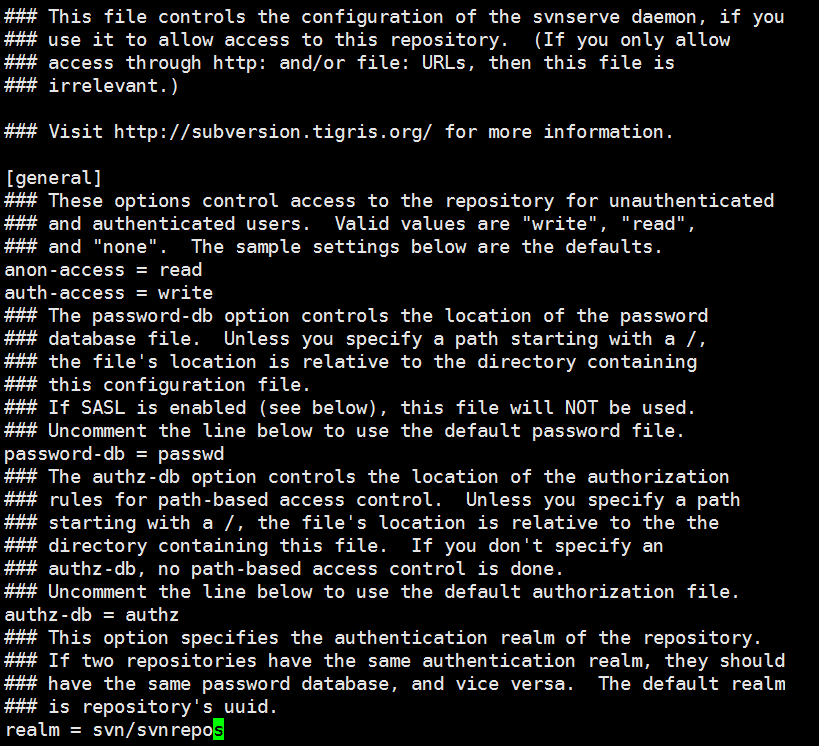 ### This file controls the configuration of the svnserve daemon, if you
### use it to allow access to this repository.  (If you only allow
### access through http: and/or file: URLs, then this file is
### irrelevant.)

### Visit http://subversion.tigris.org/ for more information.

[general]
### These options control access to the repository for unauthenticated
### and authenticated users.  Valid values are "write", "read",
### and "none".  The sample settings below are the defaults.
anon-access = read
auth-access = write
### The password-db option controls the location of the password
### database file.  Unless you specify a path starting with a /,
### the file's location is relative to the directory containing
### this configuration file.
### If SASL is enabled (see below), this file will NOT be used.
### Uncomment the line below to use the default password file.
password-db = passwd
### The authz-db option controls the location of the authorization
### rules for path-based access control.  Unless you specify a path
### starting with a /, the file's location is relative to the the
### directory containing this file.  If you don't specify an
### authz-db, no path-based access control is done.
### Uncomment the line below to use the default authorization file.
authz-db = authz
### This option specifies the authentication realm of the repository.
### If two repositories have the same authentication realm, they should
### have the same password database, and vice versa.  The default realm
### is repository's uuid.
realm = svn/svnrepos